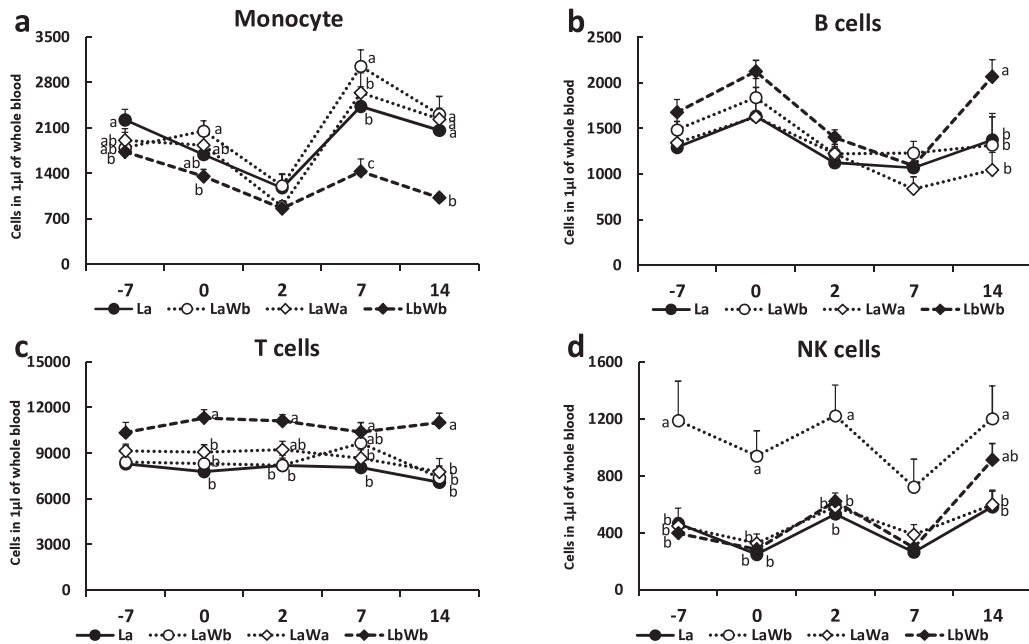 a
Monocyte
Cells in 1µl of whole blood
3500
2800
2100
1400
700
0
a
ab
ab
b
a
ab
ab
b
a
b
b
c
a
a
a
b
-7 0 2 7 14
La LaWb LaWa LbWb
b
B cells
Cells in 1µl of whole blood
2500
2000
1500
1000
500
0
a
b
b
b
-7 0 2 7 14
La LaWb LaWa LbWb
c
T cells
Cells in 1µl of whole blood
15000
12000
9000
6000
3000
0
a
b
b
b
a
ab
b
b
a
ab
b
b
a
b
b
b
-7 0 2 7 14
La LaWb LaWa LbWb
d
NK cells
Cells in 1µl of whole blood
1600
1200
800
400
0
a
b
b
b
a
b
b
b
a
b
b
b
a
ab
b
b
-7 0 2 7 14
La LaWb LaWa LbWb